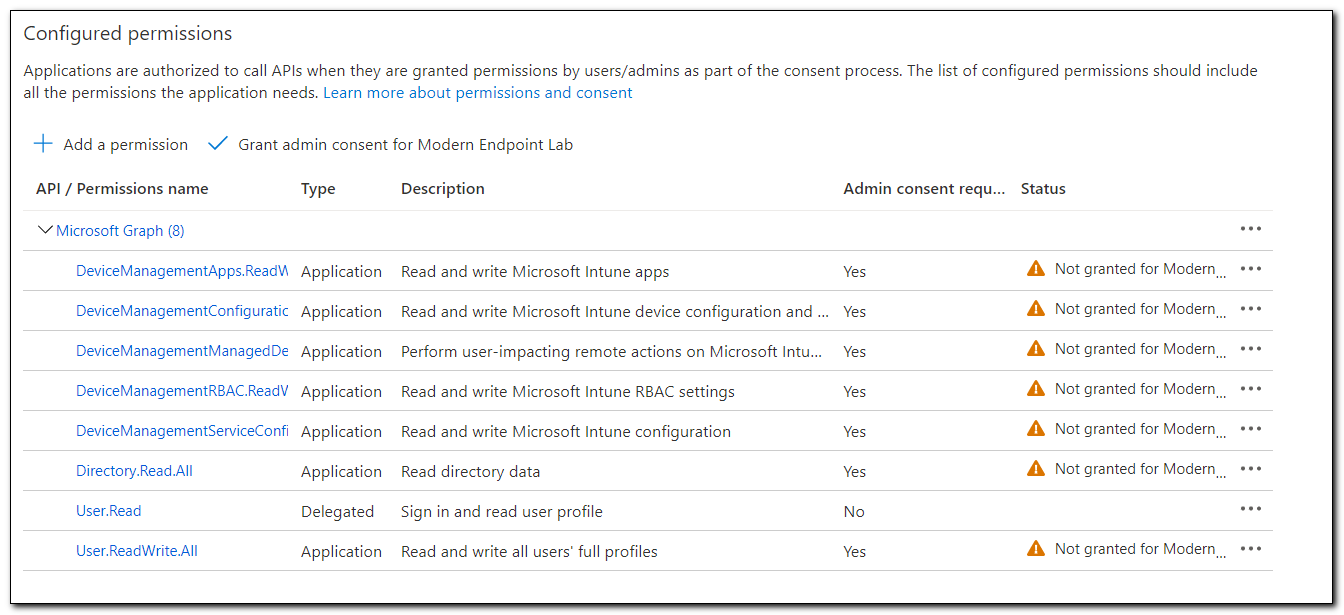 Configured permissions
Applications are authorized to call APIs when they are granted permissions by users/admins as part of the consent process. The list of configured permissions should include
all the permissions the application needs. Learn more about permissions and consent
Add a permission Grant admin consent for Modern Endpoint Lab
API / Permissions name Type Description Admin consent requ... Status
Microsoft Graph (8) ...
DeviceManagementApps.ReadW Application Read and write Microsoft Intune apps Yes Not granted for Modern... ...
DeviceManagementConfiguratic Application Read and write Microsoft Intune device configuration and ... Yes Not granted for Modern... ...
DeviceManagementManagedDe Application Perform user-impacting remote actions on Microsoft Intu... Yes Not granted for Modern... ...
DeviceManagementRBAC.ReadW Application Read and write Microsoft Intune RBAC settings Yes Not granted for Modern... ...
DeviceManagementServiceConfi Application Read and write Microsoft Intune configuration Yes Not granted for Modern... ...
Directory.Read.All Application Read directory data Yes Not granted for Modern... ...
User.Read Delegated Sign in and read user profile No ...
User.ReadWrite.All Application Read and write all users' full profiles Yes Not granted for Modern... ...